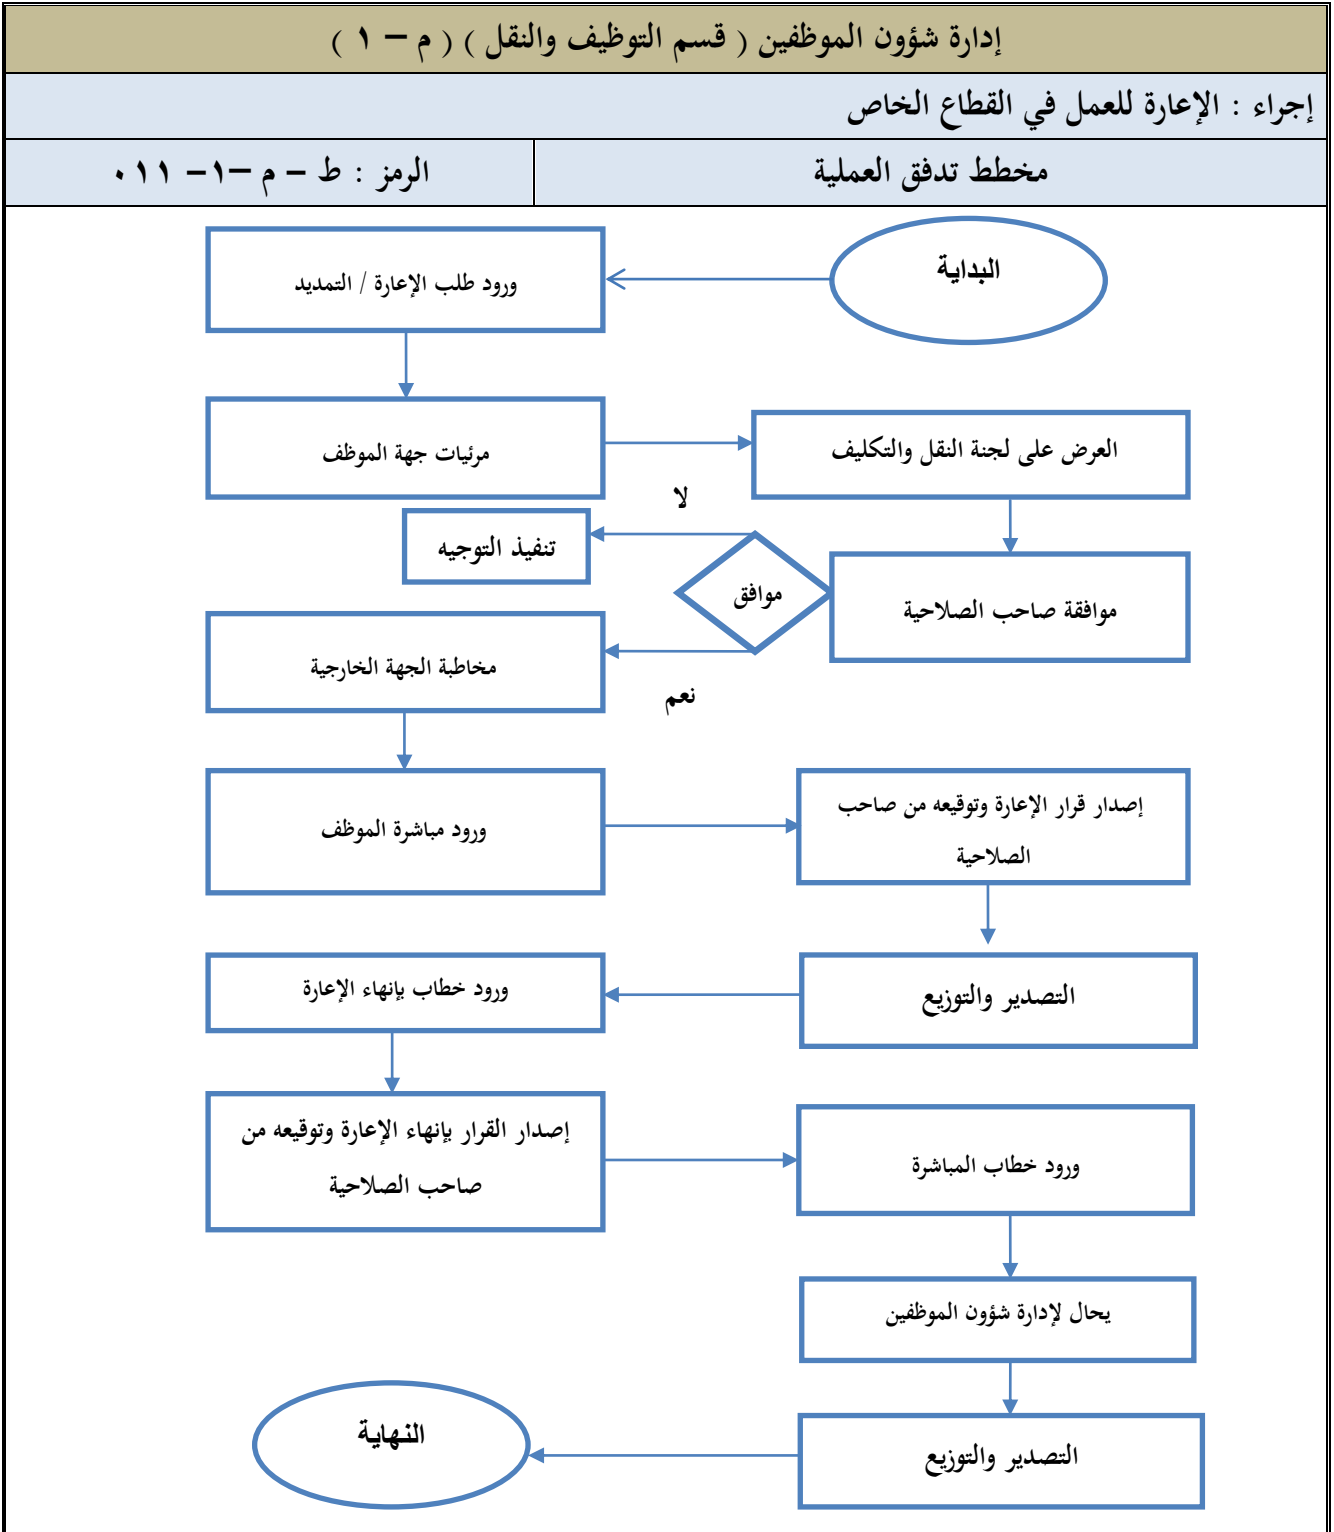 إدارة شؤون الموظفين ( قسم التوظيف والنقل ) ( م – ١ )
إجراء : الإعارة للعمل في القطاع الخاص
مخطط تدفق العملية
الرمز : ط – م –١– ٠١١
البداية
ورود طلب الإعارة / التمديد
مرئيات جهة الموظف
العرض على لجنة النقل والتكليف
لا
تنفيذ التوجيه
موافق
موافقة صاحب الصلاحية
مخاطبة الجهة الخارجية
نعم
ورود مباشرة الموظف
إصدار قرار الإعارة وتوقيعه من صاحب
الصلاحية
التصدير والتوزيع
ورود خطاب بإنهاء الإعارة
إصدار القرار بإنهاء الإعارة وتوقيعه من
صاحب الصلاحية
ورود خطاب المباشرة
يحال لإدارة شؤون الموظفين
التصدير والتوزيع
النهاية